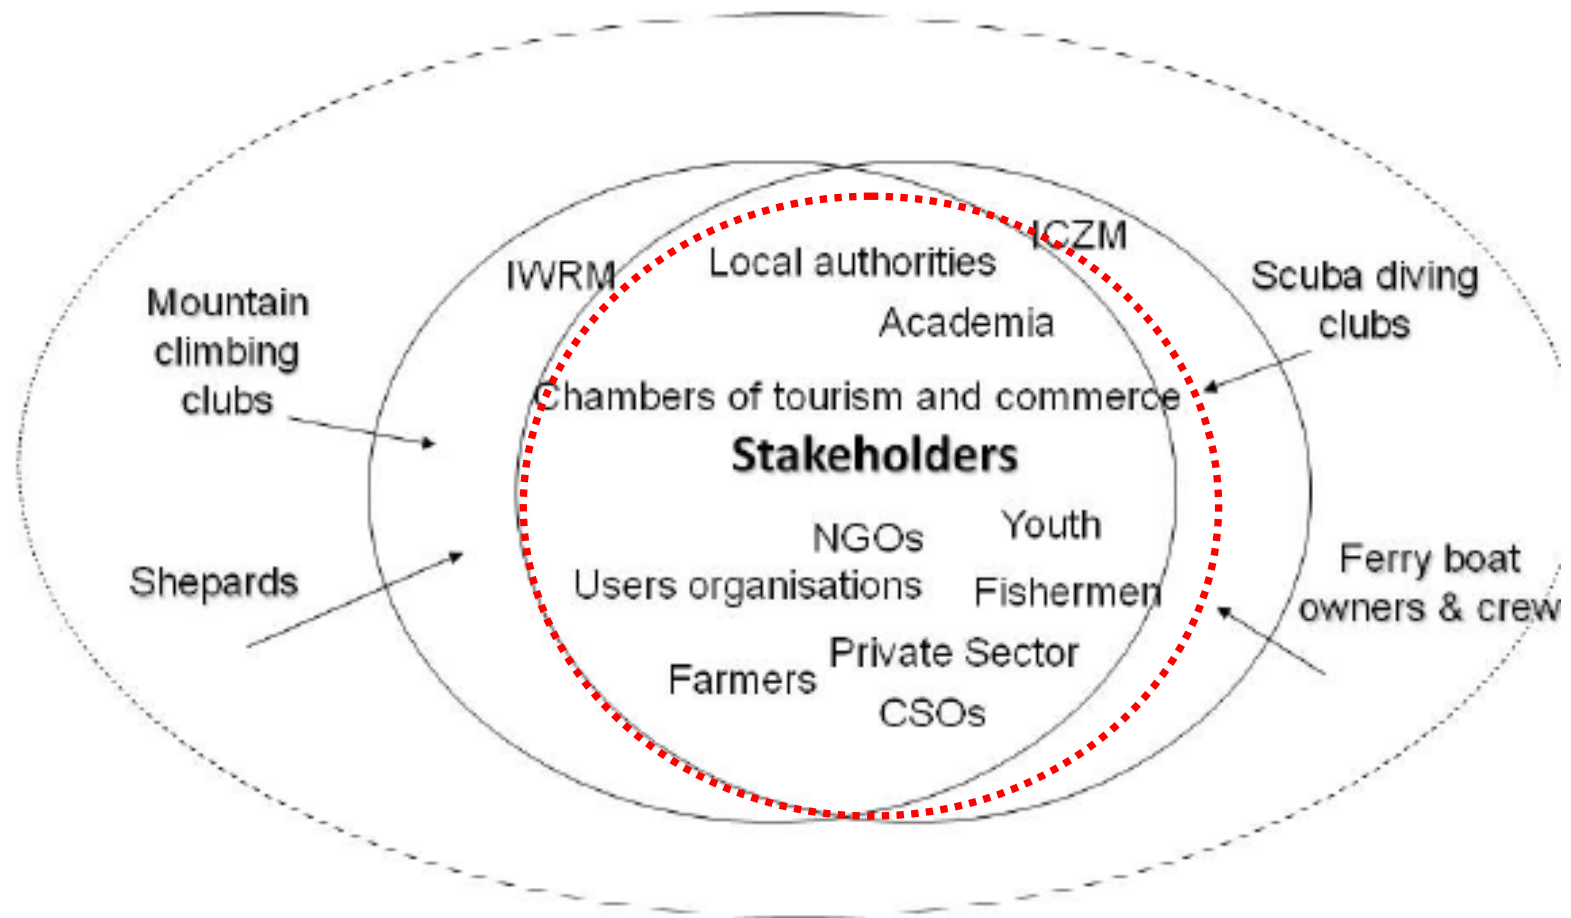 ICZM
IWRM
Local authorities
Scuba diving
clubs
Mountain
climbing
clubs
Academia
Chambers of tourism and commerce
Stakeholders
NGOs
Youth
Users organisations
Fishermen
Shepards
Ferry boat
owners & crew
Private Sector
Farmers
CSOs